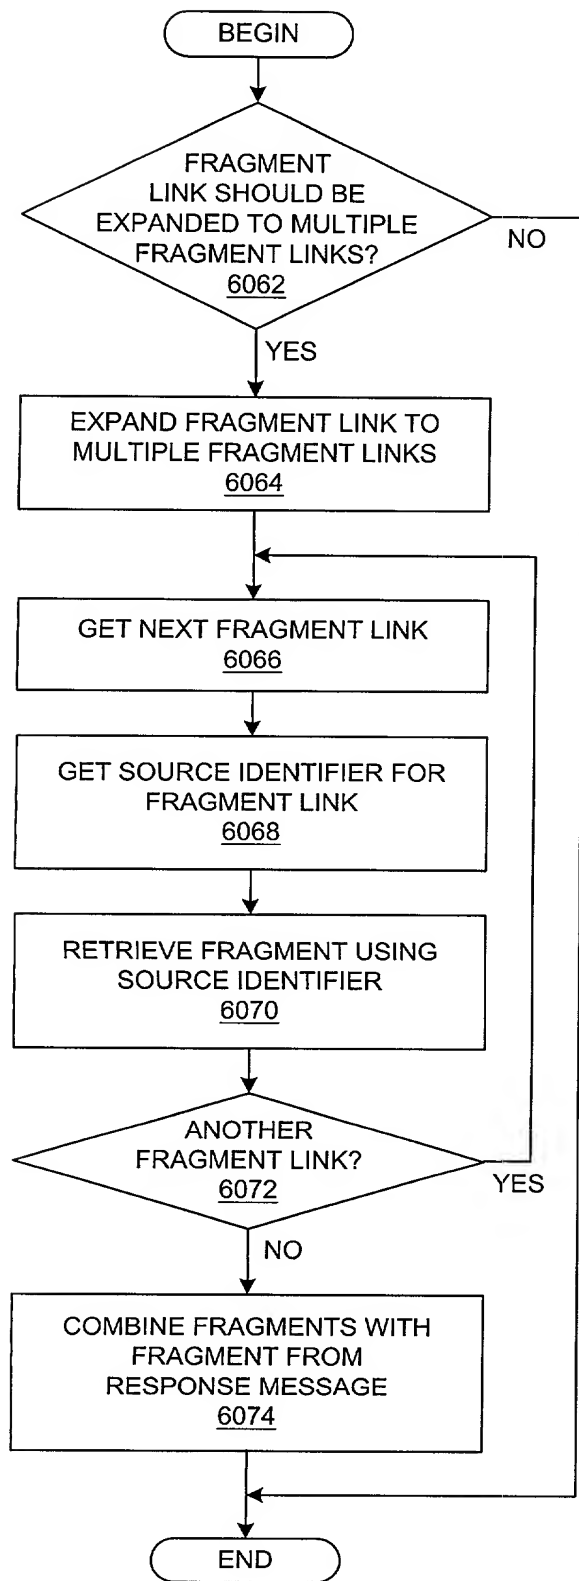 BEGIN
FRAGMENT
LINK SHOULD BE
EXPANDED TO MULTIPLE
FRAGMENT LINKS?
6062
NO
YES
EXPAND FRAGMENT LINK TO
MULTIPLE FRAGMENT LINKS
6064
GET NEXT FRAGMENT LINK
6066
GET SOURCE IDENTIFIER FOR
FRAGMENT LINK
6068
RETRIEVE FRAGMENT USING
SOURCE IDENTIFIER
6070
ANOTHER
FRAGMENT LINK?
6072
YES
NO
COMBINE FRAGMENTS WITH
FRAGMENT FROM
RESPONSE MESSAGE
6074
END